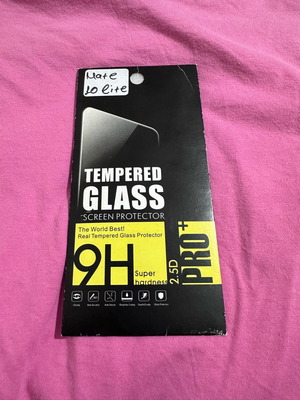 Mate
20 lite
TEMPERED
GLASS
SCREEN PROTECTOR
The World Best!
Real Tempered Glass Protector
9H
Super
hardness
2.5D
PRO+